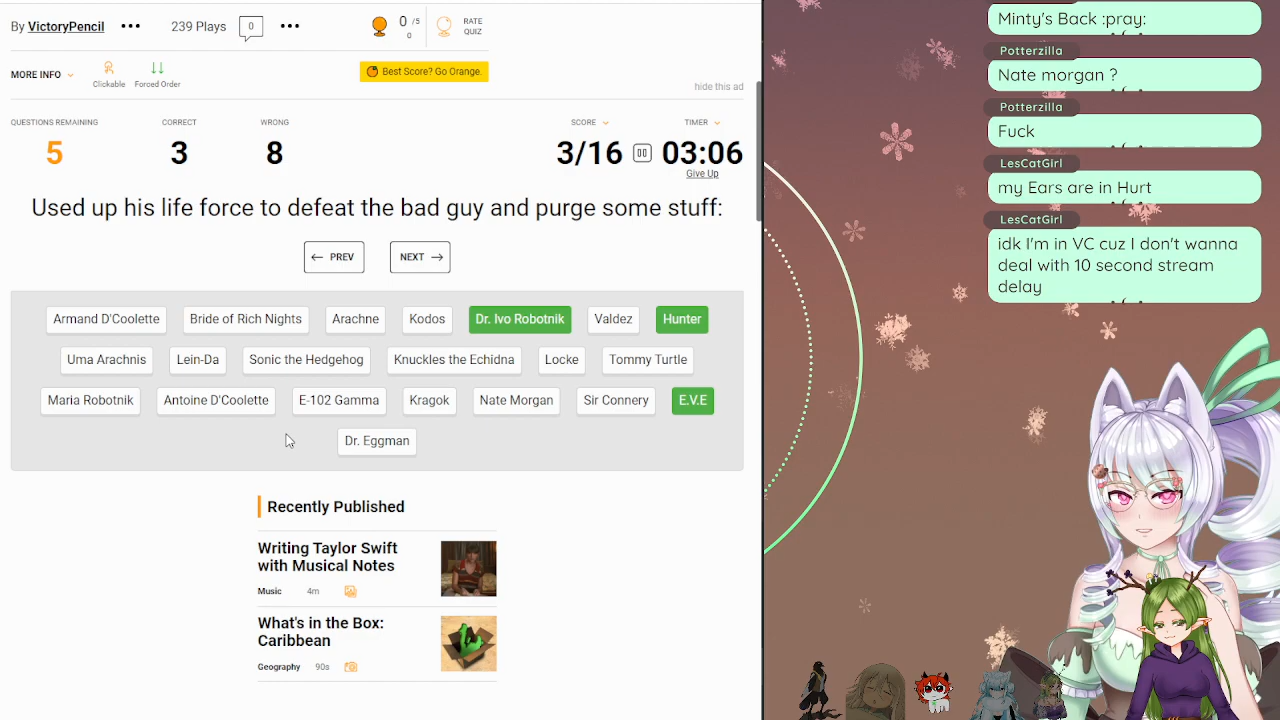 By VictoryPencil
239 Plays
0
0 /5
0
RATE
QUIZ
MORE INFO
Clickable
Forced Order
Best Score? Go Orange.
hide this ad
QUESTIONS REMAINING
5
CORRECT
3
WRONG
8
SCORE
3/16
TIMER
03:06
Give Up
Used up his life force to defeat the bad guy and purge some stuff:
← PREV
NEXT →
Armand D'Coolette
Bride of Rich Nights
Arachne
Kodos
Dr. Ivo Robotnik
Valdez
Hunter
Uma Arachnis
Lein-Da
Sonic the Hedgehog
Knuckles the Echidna
Locke
Tommy Turtle
Maria Robotnik
Antoine D'Coolette
E-102 Gamma
Kragok
Nate Morgan
Sir Connery
E.V.E
Dr. Eggman
Recently Published
Writing Taylor Swift
with Musical Notes
Music 4m
What's in the Box:
Caribbean
Geography 90s
Minty's Back :pray:
Potterzilla
Nate morgan ?
Potterzilla
Fuck
LesCatGirl
my Ears are in Hurt
LesCatGirl
idk I'm in VC cuz I don't wanna
deal with 10 second stream
delay